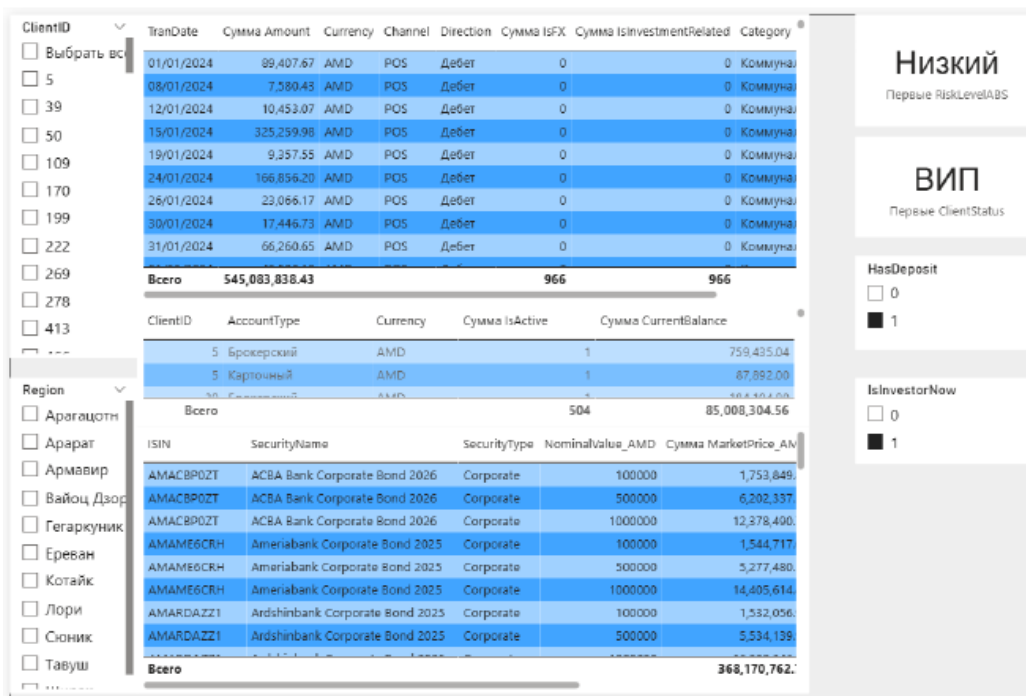 ClientID
Выбрать вс
5
39
50
109
170
199
222
269
278
413
Region
Арагацотн
Арарат
Армавир
Вайоц Дзор
Гегаркуник
Ереван
Котайк
Лори
Сюник
Тавуш
TranDate Сумма Amount Currency Channel Direction Сумма IsFX Сумма IsInvestmentRelated Category
01/01/2024 89,407.67 AMD POS Дебет 0 0 Коммуна
08/01/2024 7,580.43 AMD POS Дебет 0 0 Коммуна
12/01/2024 10,453.07 AMD POS Дебет 0 0 Коммуна
15/01/2024 325,259.98 AMD POS Дебет 0 0 Коммуна
19/01/2024 9,357.55 AMD POS Дебет 0 0 Коммуна
24/01/2024 166,856.20 AMD POS Дебет 0 0 Коммуна
26/01/2024 23,066.17 AMD POS Дебет 0 0 Коммуна
30/01/2024 17,446.73 AMD POS Дебет 0 0 Коммуна
31/01/2024 66,260.65 AMD POS Дебет 0 0 Коммуна
Всего 545,083,838.43 966 966
ClientID AccountType Currency Сумма IsActive Сумма CurrentBalance
5 Брокерский AMD 1 759,435.04
5 Карточный AMD 1 87,892.00
Всего 504 85,008,304.56
ISIN SecurityName SecurityType NominalValue_AMD Сумма MarketPrice_AM
AMACBP0ZT ACBA Bank Corporate Bond 2026 Corporate 100000 1,753,849.
AMACBP0ZT ACBA Bank Corporate Bond 2026 Corporate 500000 6,202,337.
AMACBP0ZT ACBA Bank Corporate Bond 2026 Corporate 1000000 12,378,490.
AMAME6CRH Ameriabank Corporate Bond 2025 Corporate 100000 1,544,717.
AMAME6CRH Ameriabank Corporate Bond 2025 Corporate 500000 5,277,480.
AMAME6CRH Ameriabank Corporate Bond 2025 Corporate 1000000 14,405,614.
AMARDAZZ1 Ardshinbank Corporate Bond 2025 Corporate 100000 1,532,056.
AMARDAZZ1 Ardshinbank Corporate Bond 2025 Corporate 500000 5,534,139.
Всего 368,170,762.
Низкий
Первые RiskLevelABS
ВИП
Первые ClientStatus
HasDeposit
0
1
IsInvestorNow
0
1